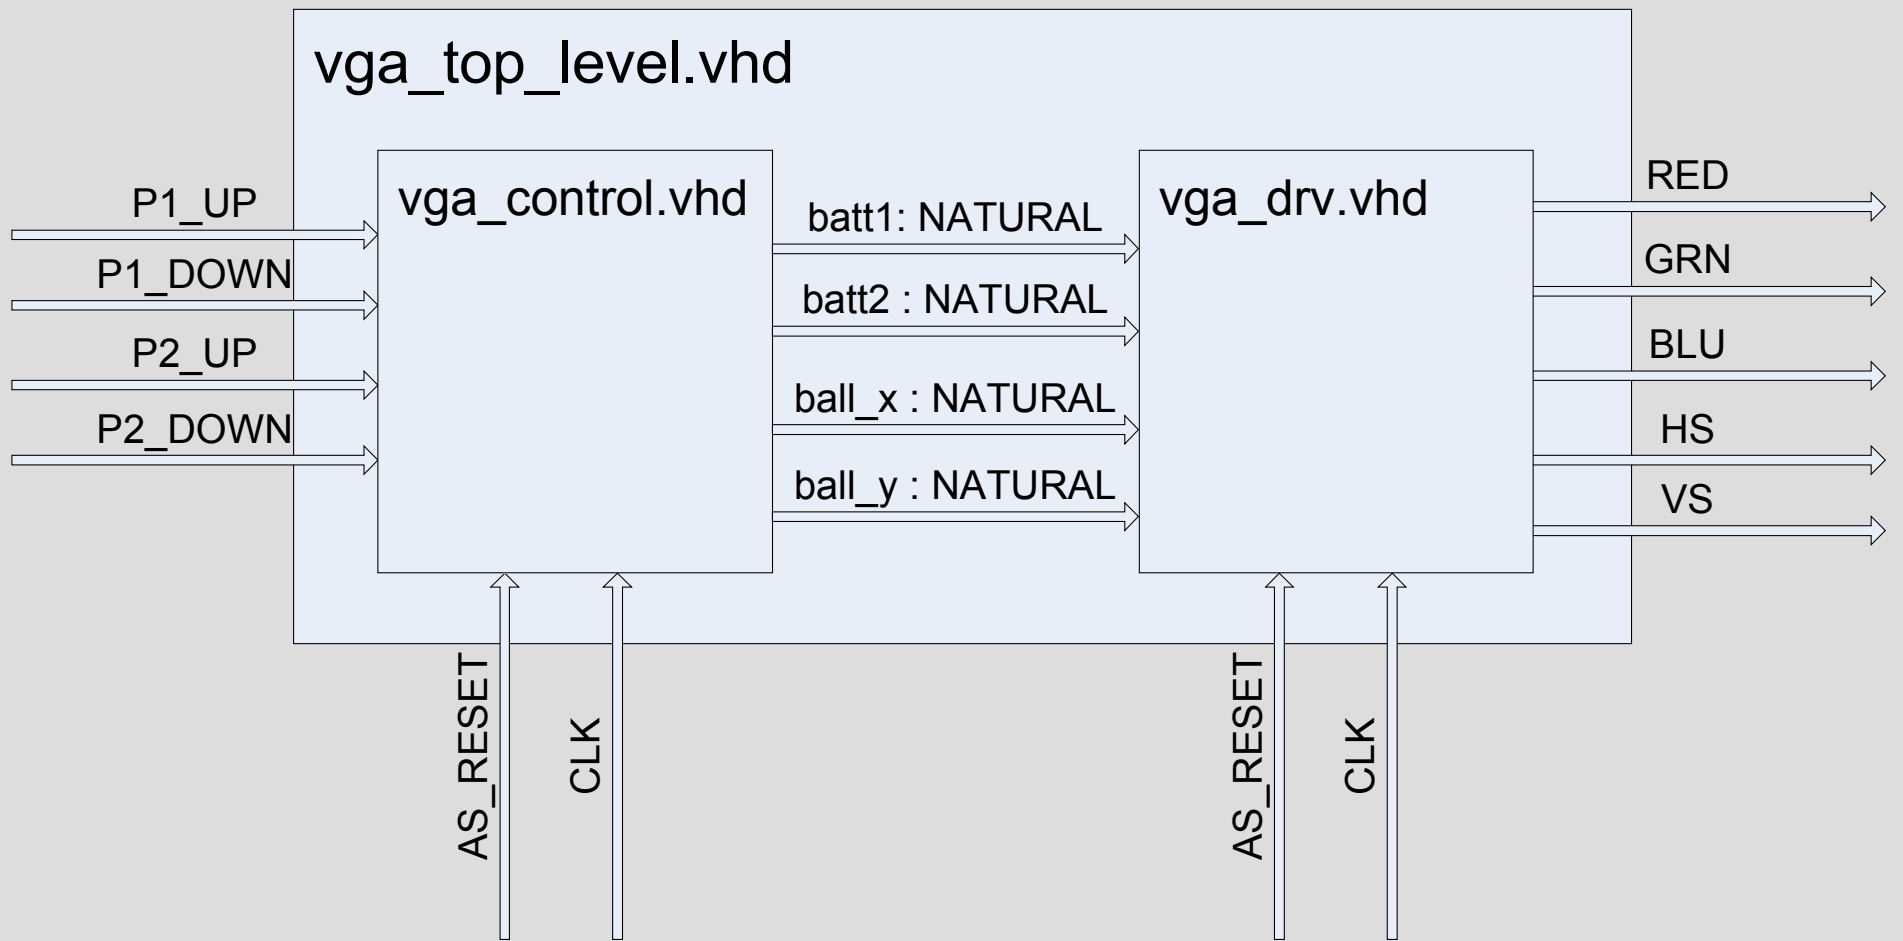 vga_top_level.vhd
P1_UP
P1_DOWN
P2_UP
P2_DOWN
vga_control.vhd
batt1: NATURAL
batt2 : NATURAL
ball_x : NATURAL
ball_y : NATURAL
vga_drv.vhd
RED
GRN
BLU
HS
VS
AS_RESET
CLK
AS_RESET
CLK